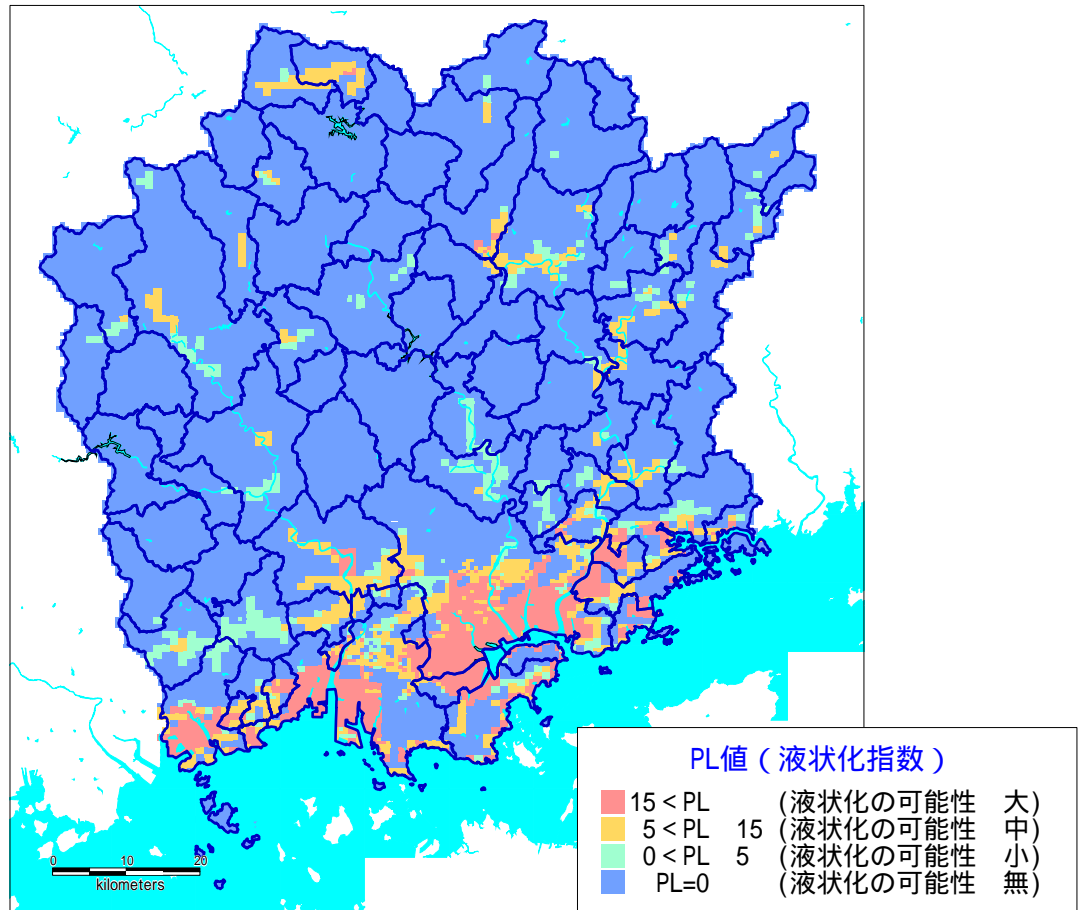 0 10 20
kilometers
PL値（液状化指数）
15＜PL (液状化の可能性 大)
5＜PL 15 (液状化の可能性 中)
0＜PL 5 (液状化の可能性 小)
PL=0 (液状化の可能性 無)